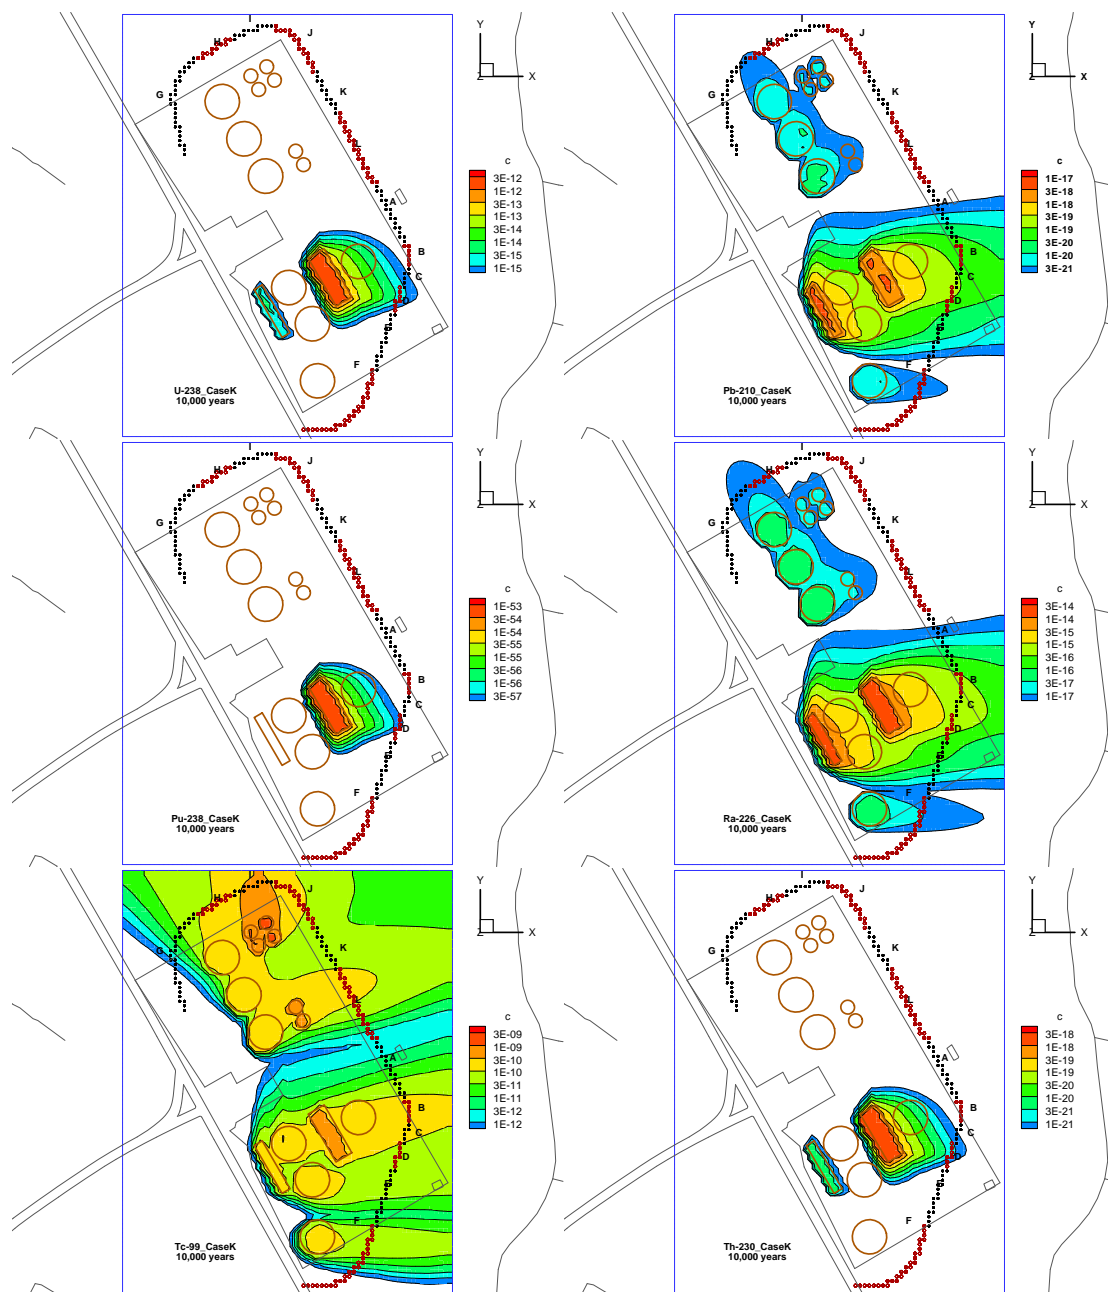 I
J
H
G
K
L
A
B
C
D
E
F
U-238_CaseK
10,000 years
Y
Z
X
C
3E-12
1E-12
3E-13
1E-13
3E-14
1E-14
3E-15
1E-15
I
J
H
G
K
L
A
B
C
D
E
F
Pb-210_CaseK
10,000 years
Y
Z
X
C
1E-17
3E-18
1E-18
3E-19
1E-19
3E-20
1E-20
3E-21
I
J
H
G
K
L
A
B
C
D
E
F
Pu-238_CaseK
10,000 years
Y
Z
X
C
1E-53
3E-54
1E-54
3E-55
1E-55
3E-56
1E-56
3E-57
I
J
H
G
K
L
A
B
C
D
E
F
Ra-226_CaseK
10,000 years
Y
Z
X
C
3E-14
1E-14
3E-15
1E-15
3E-16
1E-16
3E-17
1E-17
I
J
H
G
K
L
A
B
C
D
E
F
Tc-99_CaseK
10,000 years
Y
Z
X
C
3E-09
1E-09
3E-10
1E-10
3E-11
1E-11
3E-12
1E-12
I
J
H
G
K
L
A
B
C
D
E
F
Th-230_CaseK
10,000 years
Y
Z
X
C
3E-18
1E-18
3E-19
1E-19
3E-20
1E-20
3E-21
1E-21